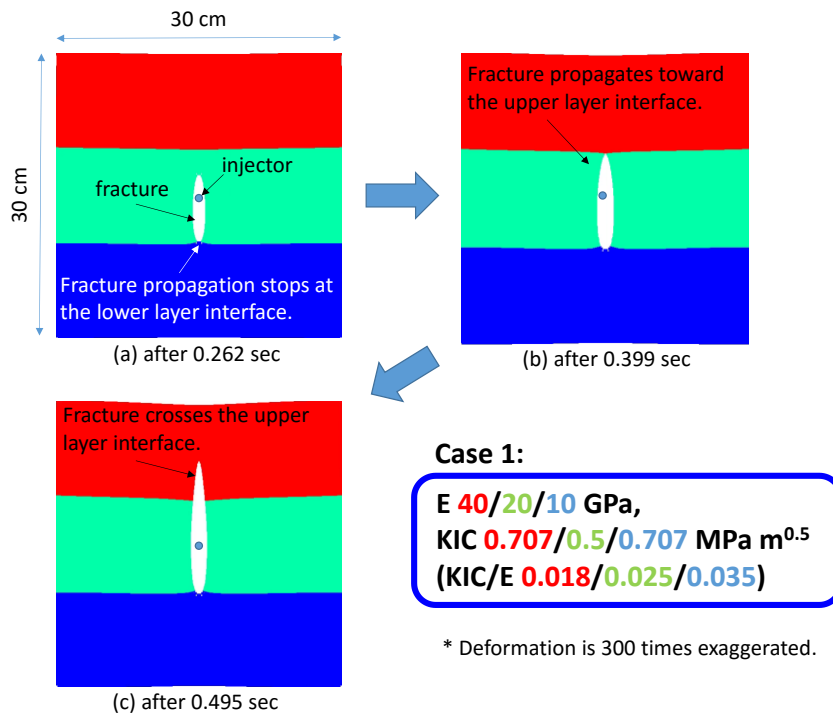 30 cm
30 cm
injector
fracture
Fracture propagation stops at
the lower layer interface.
(a) after 0.262 sec
Fracture propagates toward
the upper layer interface.
(b) after 0.399 sec
Fracture crosses the upper
layer interface.
(c) after 0.495 sec
Case 1:
E 40/20/10 GPa,
KIC 0.707/0.5/0.707 MPa m^0.5
(KIC/E 0.018/0.025/0.035)
* Deformation is 300 times exaggerated.